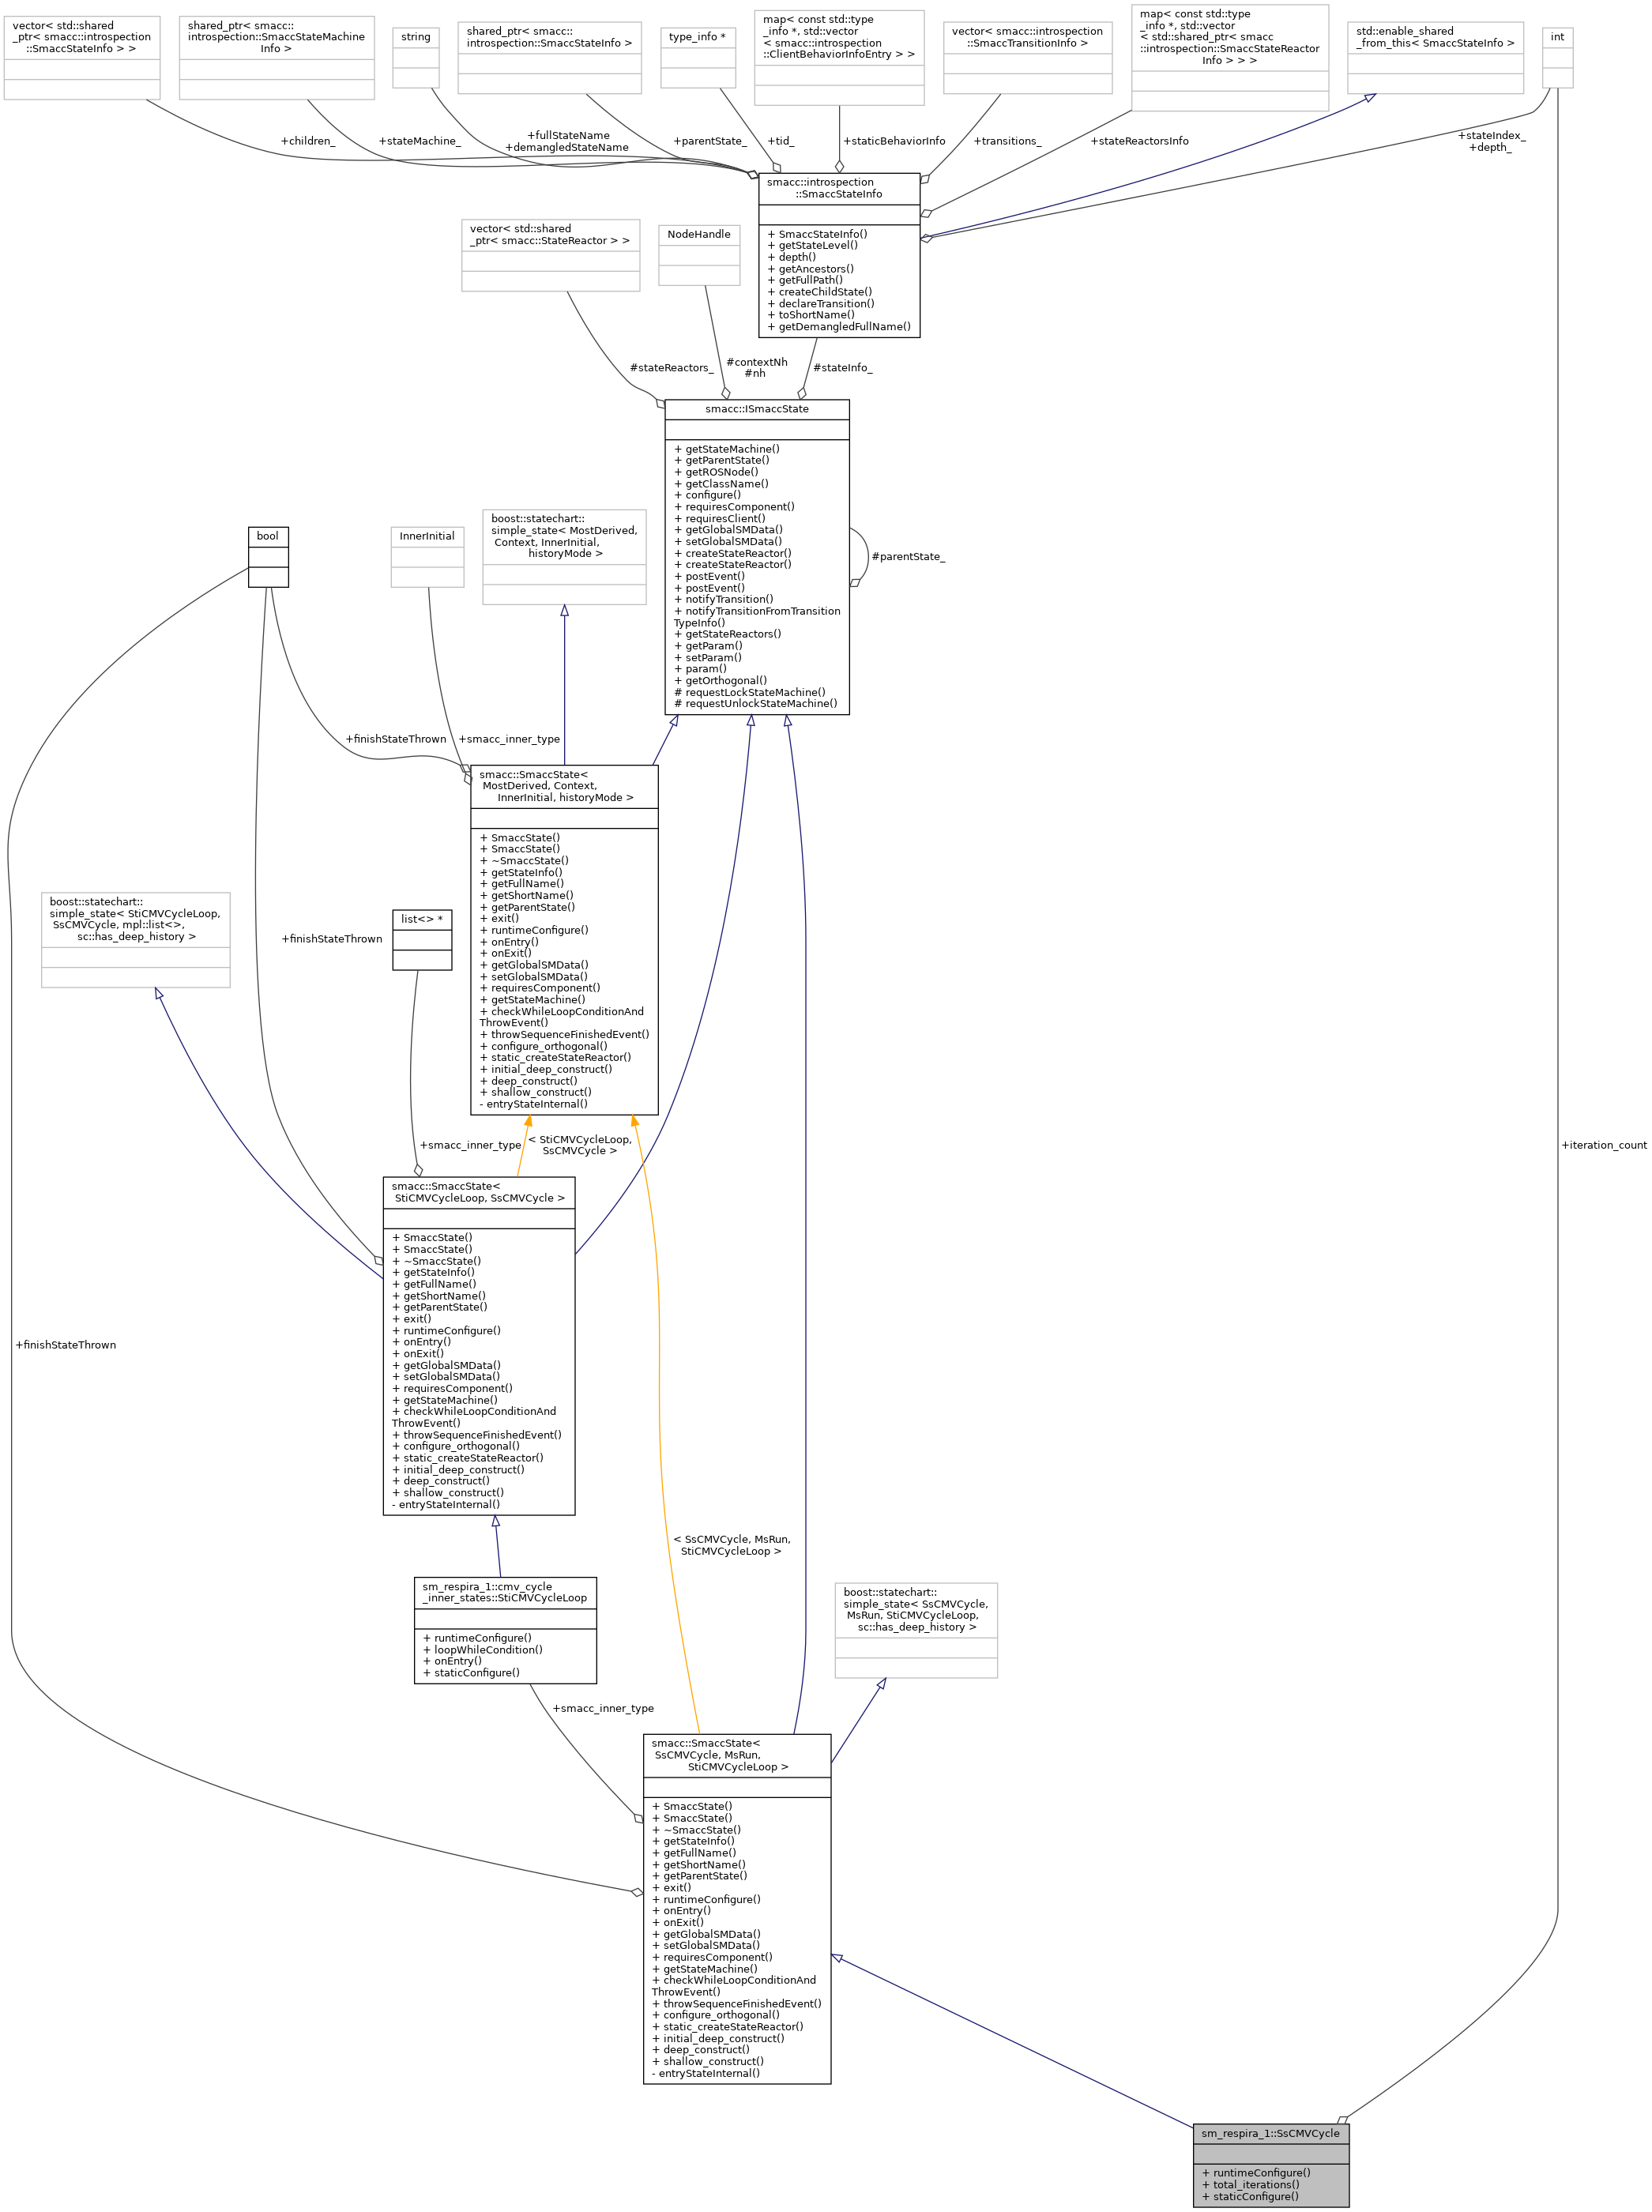 vector< std::shared
_ptr< smacc::introspection
::SmaccStateInfo > >
shared_ptr< smacc::
introspection::SmaccStateMachine
Info >
string
shared_ptr< smacc::
introspection::SmaccStateInfo >
type_info *
map< const std::type
_info *, std::vector
< smacc::introspection
::ClientBehaviorInfoEntry > >
vector< smacc::introspection
::SmaccTransitionInfo >
map< const std::type
_info *, std::vector
< std::shared_ptr< smacc
::introspection::SmaccStateReactor
Info > > >
std::enable_shared
_from_this< SmaccStateInfo >
int
+children_
+stateMachine_
+fullStateName
+demangledStateName
+parentState_
+tid_
+staticBehaviorInfo
+transitions_
+stateReactorsInfo
+stateIndex_
+depth_
smacc::introspection
::SmaccStateInfo
+ SmaccStateInfo()
+ getStateLevel()
+ depth()
+ getAncestors()
+ getFullPath()
+ createChildState()
+ declareTransition()
+ toShortName()
+ getDemangledFullName()
vector< std::shared
_ptr< smacc::StateReactor > >
NodeHandle
#stateReactors_
#contextNh
#nh
#stateInfo_
smacc::ISmaccState
+ getStateMachine()
+ getParentState()
+ getROSNode()
+ getClassName()
+ configure()
+ requiresComponent()
+ requiresClient()
+ getGlobalSMData()
+ setGlobalSMData()
+ createStateReactor()
+ createStateReactor()
+ postEvent()
+ postEvent()
+ notifyTransition()
+ notifyTransitionFromTransition
TypeInfo()
+ getStateReactors()
+ getParam()
+ setParam()
+ param()
+ getOrthogonal()
# requestLockStateMachine()
# requestUnlockStateMachine()
#parentState_
bool
InnerInitial
boost::statechart::
simple_state< MostDerived,
Context, InnerInitial,
historyMode >
+finishStateThrown
+smacc_inner_type
smacc::SmaccState<
MostDerived, Context,
InnerInitial, historyMode >
+ SmaccState()
+ SmaccState()
+ ~SmaccState()
+ getStateInfo()
+ getFullName()
+ getShortName()
+ getParentState()
+ exit()
+ runtimeConfigure()
+ onEntry()
+ onExit()
+ getGlobalSMData()
+ setGlobalSMData()
+ requiresComponent()
+ getStateMachine()
+ checkWhileLoopConditionAnd
ThrowEvent()
+ throwSequenceFinishedEvent()
+ configure_orthogonal()
+ static_createStateReactor()
+ initial_deep_construct()
+ deep_construct()
+ shallow_construct()
- entryStateInternal()
boost::statechart::
simple_state< StiCMVCycleLoop,
SsCMVCycle, mpl::list<>,
sc::has_deep_history >
+finishStateThrown
list<> *
+smacc_inner_type
< StiCMVCycleLoop,
SsCMVCycle >
+iteration_count
smacc::SmaccState<
StiCMVCycleLoop, SsCMVCycle >
+ SmaccState()
+ SmaccState()
+ ~SmaccState()
+ getStateInfo()
+ getFullName()
+ getShortName()
+ getParentState()
+ exit()
+ runtimeConfigure()
+ onEntry()
+ onExit()
+ getGlobalSMData()
+ setGlobalSMData()
+ requiresComponent()
+ getStateMachine()
+ checkWhileLoopConditionAnd
ThrowEvent()
+ throwSequenceFinishedEvent()
+ configure_orthogonal()
+ static_createStateReactor()
+ initial_deep_construct()
+ deep_construct()
+ shallow_construct()
- entryStateInternal()
+finishStateThrown
< SsCMVCycle, MsRun,
StiCMVCycleLoop >
sm_respira_1::cmv_cycle
_inner_states::StiCMVCycleLoop
+ runtimeConfigure()
+ loopWhileCondition()
+ onEntry()
+ staticConfigure()
boost::statechart::
simple_state< SsCMVCycle,
MsRun, StiCMVCycleLoop,
sc::has_deep_history >
+smacc_inner_type
smacc::SmaccState<
SsCMVCycle, MsRun,
StiCMVCycleLoop >
+ SmaccState()
+ SmaccState()
+ ~SmaccState()
+ getStateInfo()
+ getFullName()
+ getShortName()
+ getParentState()
+ exit()
+ runtimeConfigure()
+ onEntry()
+ onExit()
+ getGlobalSMData()
+ setGlobalSMData()
+ requiresComponent()
+ getStateMachine()
+ checkWhileLoopConditionAnd
ThrowEvent()
+ throwSequenceFinishedEvent()
+ configure_orthogonal()
+ static_createStateReactor()
+ initial_deep_construct()
+ deep_construct()
+ shallow_construct()
- entryStateInternal()
sm_respira_1::SsCMVCycle
+ runtimeConfigure()
+ total_iterations()
+ staticConfigure()